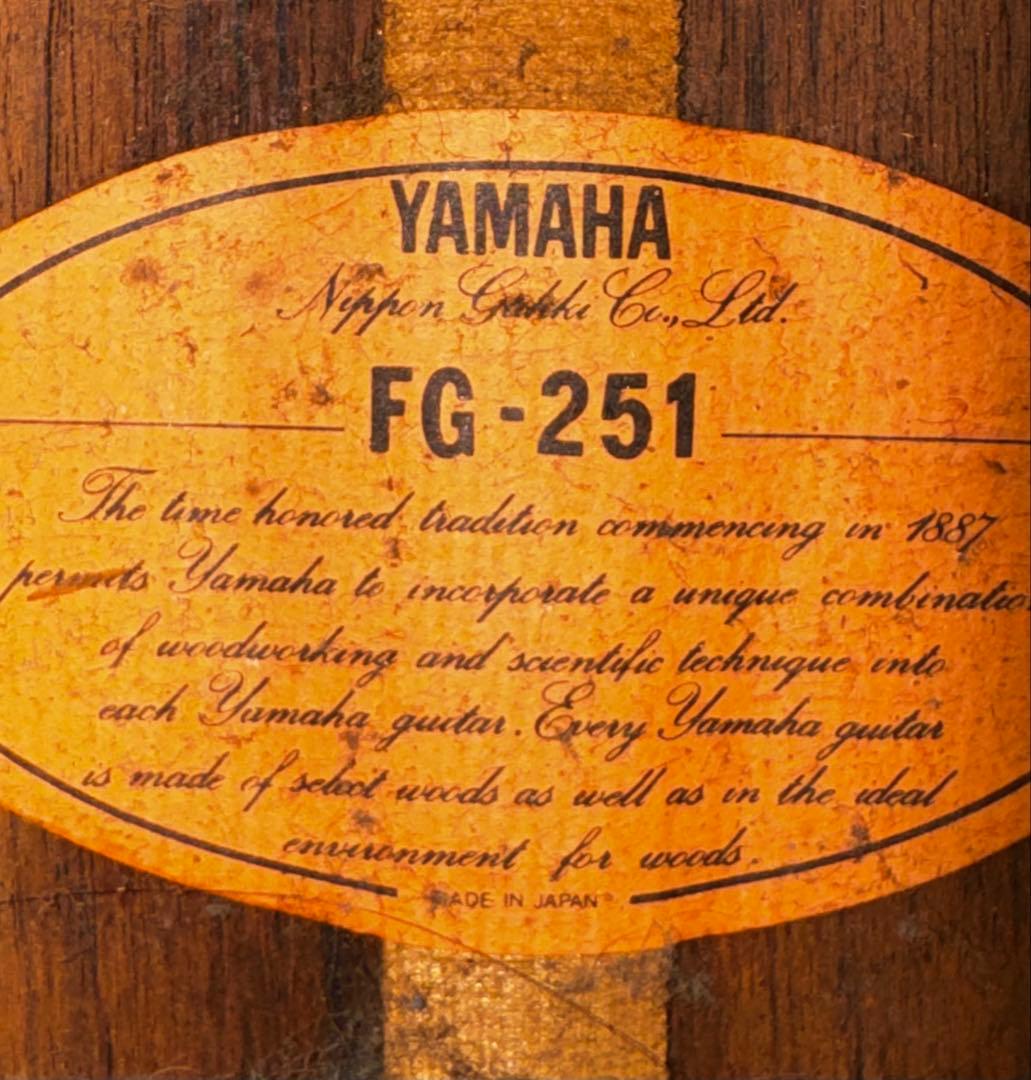 YAMAHA
Nippon Gakki Co., Ltd.
FG-251
The time honored tradition commencing in 1887
permits Yamaha to incorporate a unique combinatio
of woodworking and scientific technique into
each Yamaha guitar. Every Yamaha guitar
is made of select woods as well as in the ideal
environment for woods.
MADE IN JAPAN